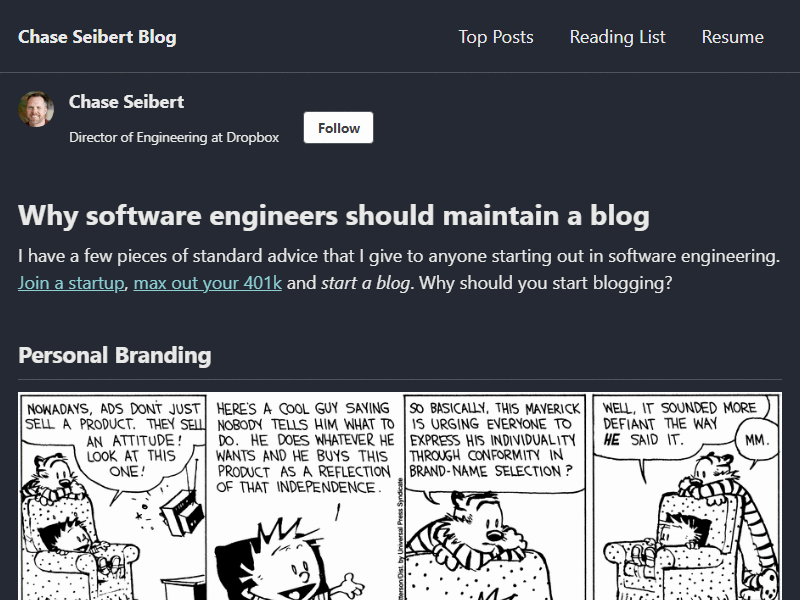 Chase Seibert Blog
Top Posts
Reading List
Resume
Chase Seibert
Director of Engineering at Dropbox
Follow
Why software engineers should maintain a blog
I have a few pieces of standard advice that I give to anyone starting out in software engineering.
Join a startup, max out your 401k and start a blog. Why should you start blogging?
Personal Branding
NOWADAYS, ADS DON'T JUST
SELL A PRODUCT. THEY SELL
AN ATTITUDE!
LOOK AT THIS
ONE!
HERE'S A COOL GUY SAYING
NOBODY TELLS HIM WHAT TO
DO. HE DOES WHATEVER HE
WANTS AND HE BUYS THIS
PRODUCT AS A REFLECTION
OF THAT INDEPENDENCE.
SO BASICALLY, THIS MAVERICK
IS URGING EVERYONE TO
EXPRESS HIS INDIVIDUALITY
THROUGH CONFORMITY IN
BRAND-NAME SELECTION?
WELL, IT SOUNDED MORE
DEFIANT THE WAY
HE SAID IT.
MM.
by Universal Press Syndicate